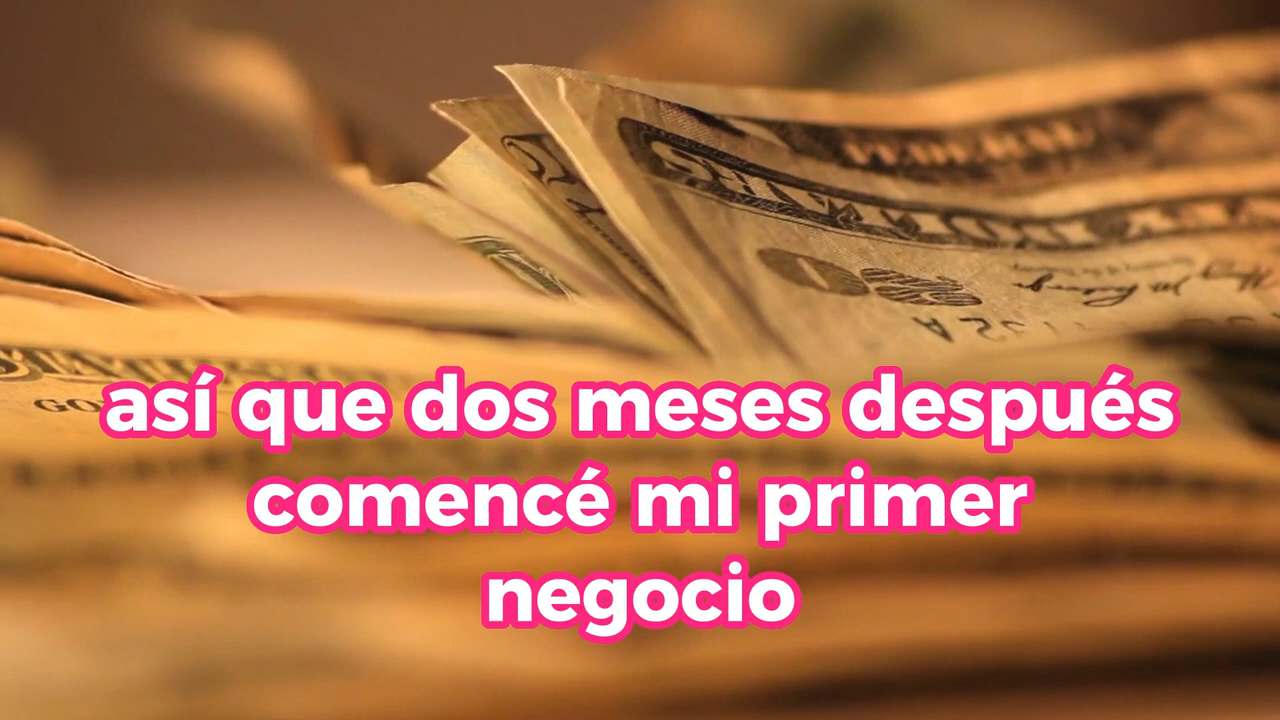 así que dos meses después
comencé mi primer
negocio